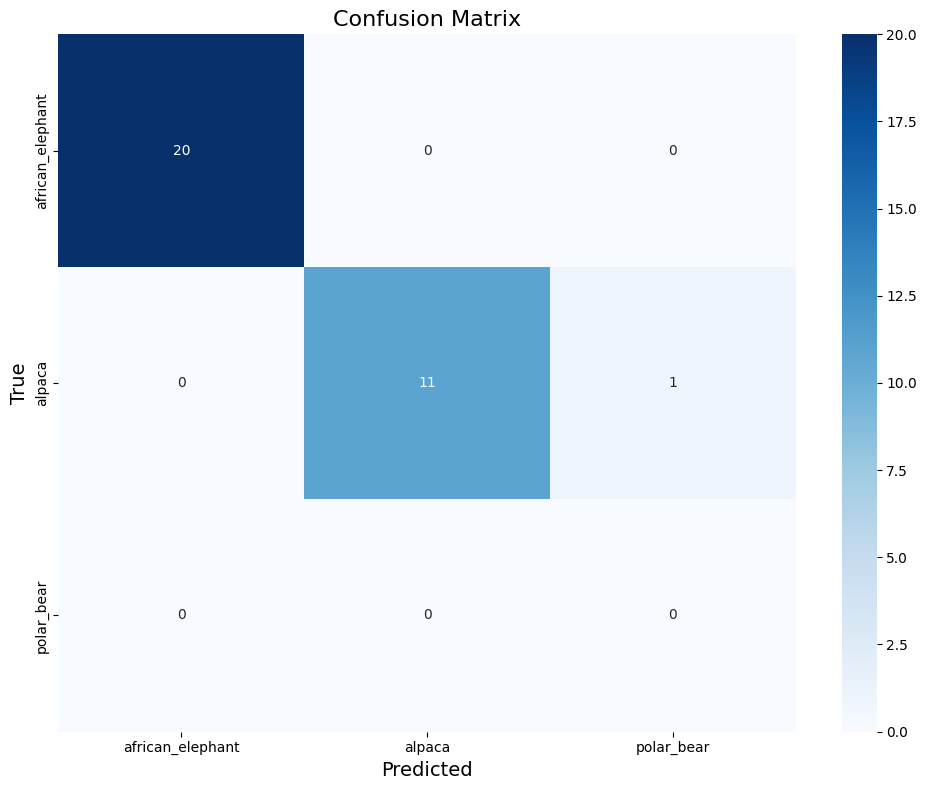 Confusion Matrix
True
african_elephant
alpaca
polar_bear
20 0 0
0 11 1
0 0 0
african_elephant alpaca polar_bear
Predicted
20.0
17.5
15.0
12.5
10.0
7.5
5.0
2.5
0.0